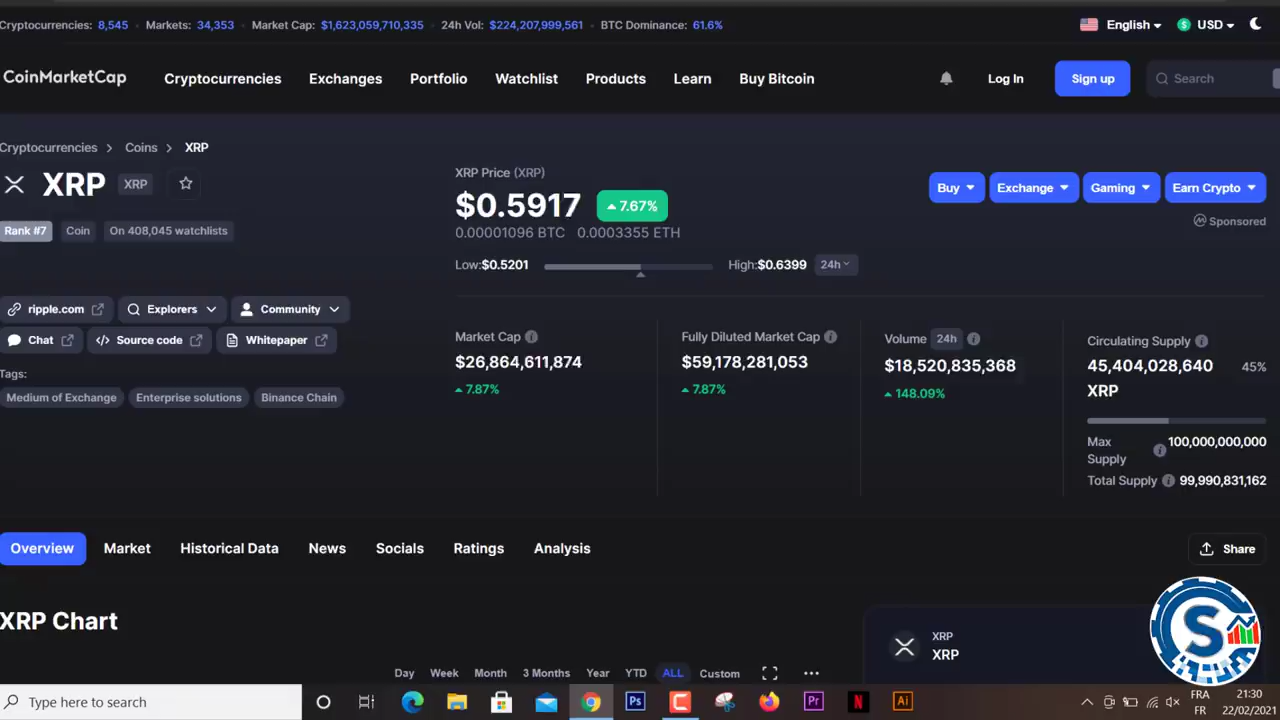 Cryptocurrencies: 8,545 Markets: 34,353 Market Cap: $1,623,059,710,335 24h Vol: $224,207,999,561 BTC Dominance: 61.6% English USD
CoinMarketCap Cryptocurrencies Exchanges Portfolio Watchlist Products Learn Buy Bitcoin Log In Sign up Search
Cryptocurrencies > Coins > XRP
XRP XRP
Rank #7 Coin On 408,045 watchlists
ripple.com Explorers Community
Chat Source code Whitepaper
Tags:
Midium of Exchange Enterprise solutions Binance Chain
XRP Price (XRP)
$0.5917 7.67%
0.00001096 BTC 0.0003355 ETH
Low:$0.5201 High:$0.6399 24h
Buy Exchange Gaming Earn Crypto
Sponsored
Market Cap
$26,864,611,874
7.87%
Fully Diluted Market Cap
$59,178,281,053
7.87%
Volume 24h
$18,520,835,368
148.09%
Circulating Supply
45,404,028,640 45%
XRP
Max Supply 100,000,000,000
Total Supply 99,990,831,162
Overview Market Historical Data News Socials Ratings Analysis Share
XRP Chart
Day Week Month 3 Months Year YTD ALL Custom
XRP
XRP
S
Type here to search
Ps Pr N Ai
FRA 21:30
FR 22/02/2021